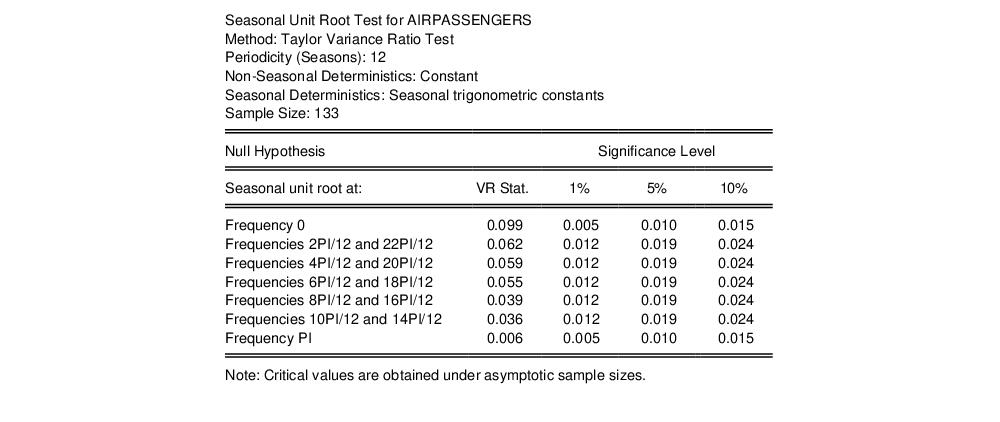 Seasonal Unit Root Test for AIRPASSENGERS
Method: Taylor Variance Ratio Test
Periodicity (Seasons): 12
Non-Seasonal Deterministics: Constant
Seasonal Deterministics: Seasonal trigonometric constants
Sample Size: 133
Null Hypothesis Significance Level
Seasonal unit root at: VR Stat. 1% 5% 10%
Frequency 0 0.099 0.005 0.010 0.015
Frequencies 2PI/12 and 22PI/12 0.062 0.012 0.019 0.024
Frequencies 4PI/12 and 20PI/12 0.059 0.012 0.019 0.024
Frequencies 6PI/12 and 18PI/12 0.055 0.012 0.019 0.024
Frequencies 8PI/12 and 16PI/12 0.039 0.012 0.019 0.024
Frequencies 10PI/12 and 14PI/12 0.036 0.012 0.019 0.024
Frequency PI 0.006 0.005 0.010 0.015
Note: Critical values are obtained under asymptotic sample sizes.